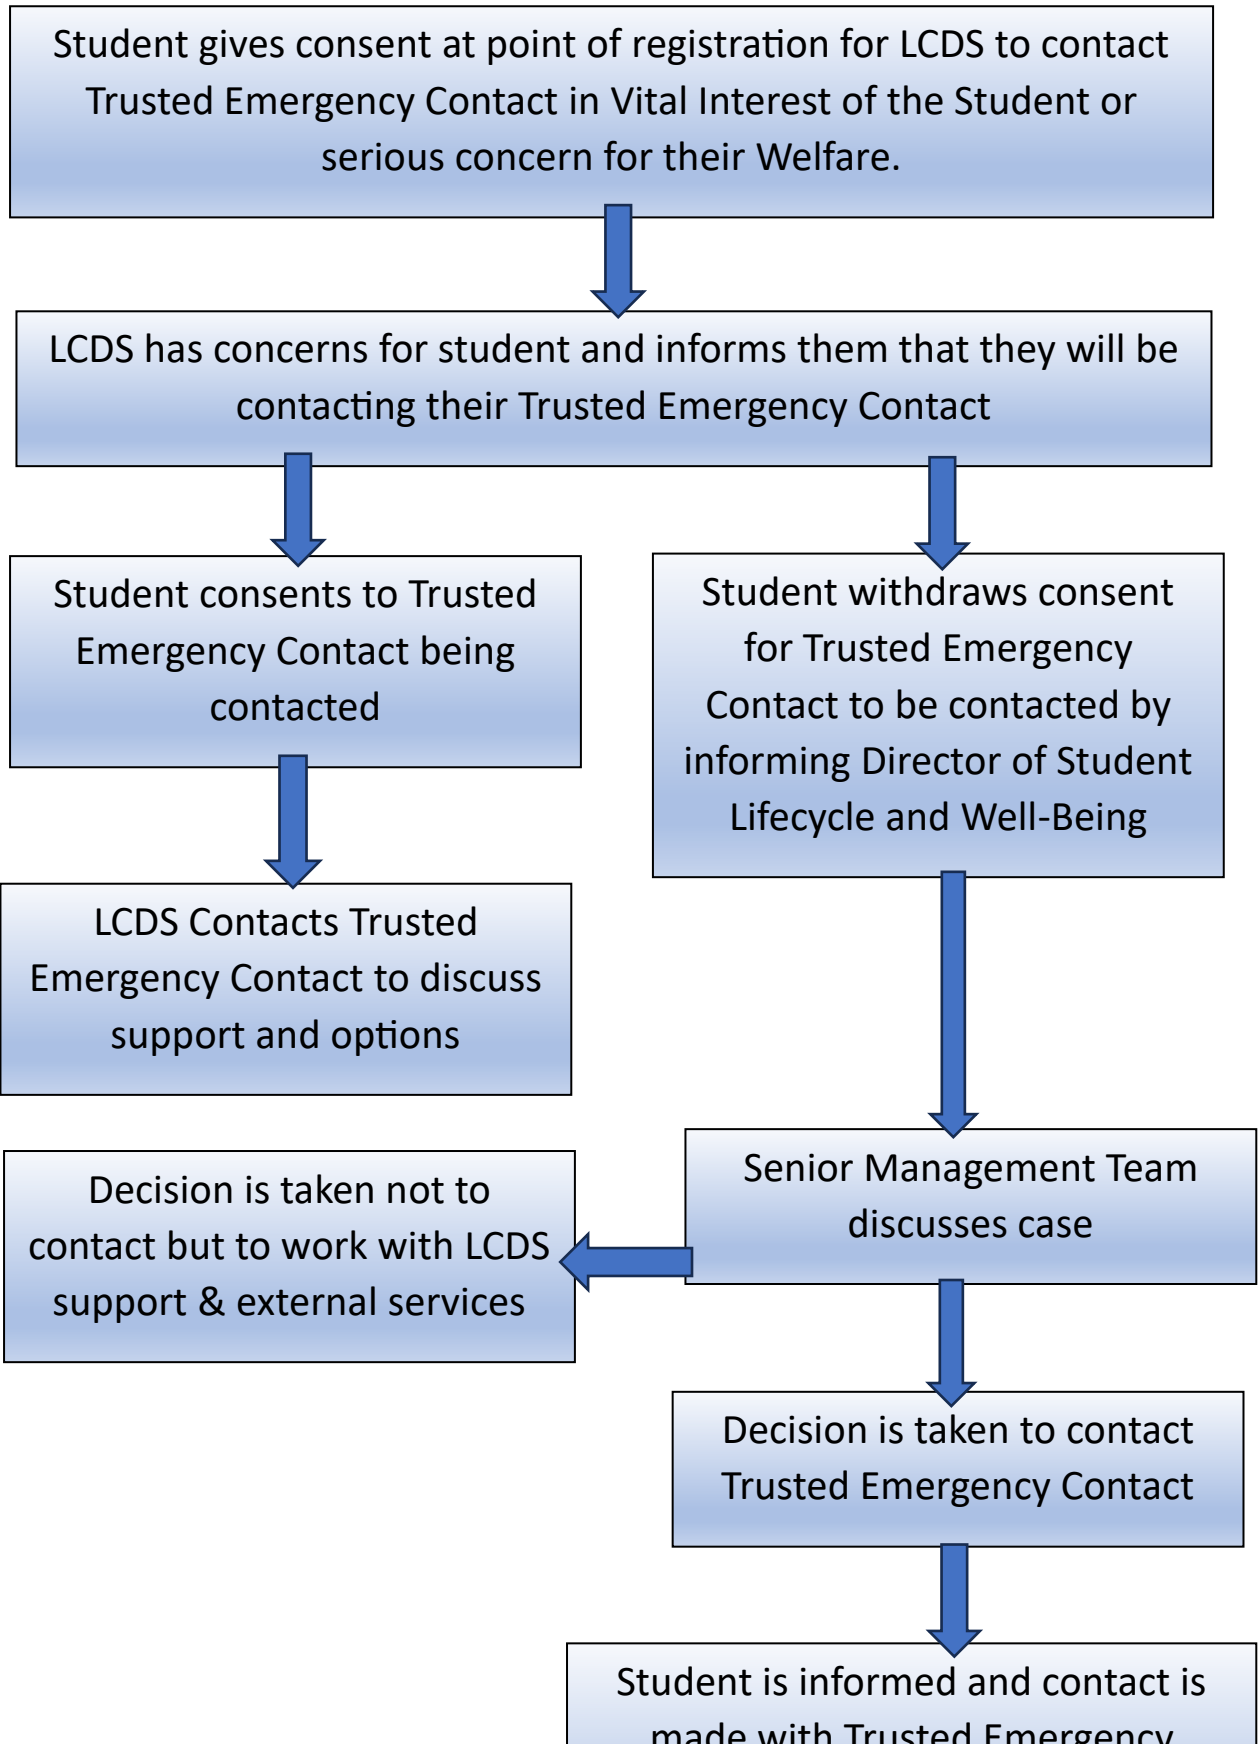 Student gives consent at point of registration for LCDS to contact
Trusted Emergency Contact in Vital Interest of the Student or
serious concern for their Welfare.
LCDS has concerns for student and informs them that they will be
contacting their Trusted Emergency Contact
Student consents to Trusted
Emergency Contact being
contacted
Student withdraws consent
for Trusted Emergency
Contact to be contacted by
informing Director of Student
Lifecycle and Well-Being
LCDS Contacts Trusted
Emergency Contact to discuss
support and options
Senior Management Team
discusses case
Decision is taken not to
contact but to work with LCDS
support & external services
Decision is taken to contact
Trusted Emergency Contact
Student is informed and contact is
made with Trusted Emergency